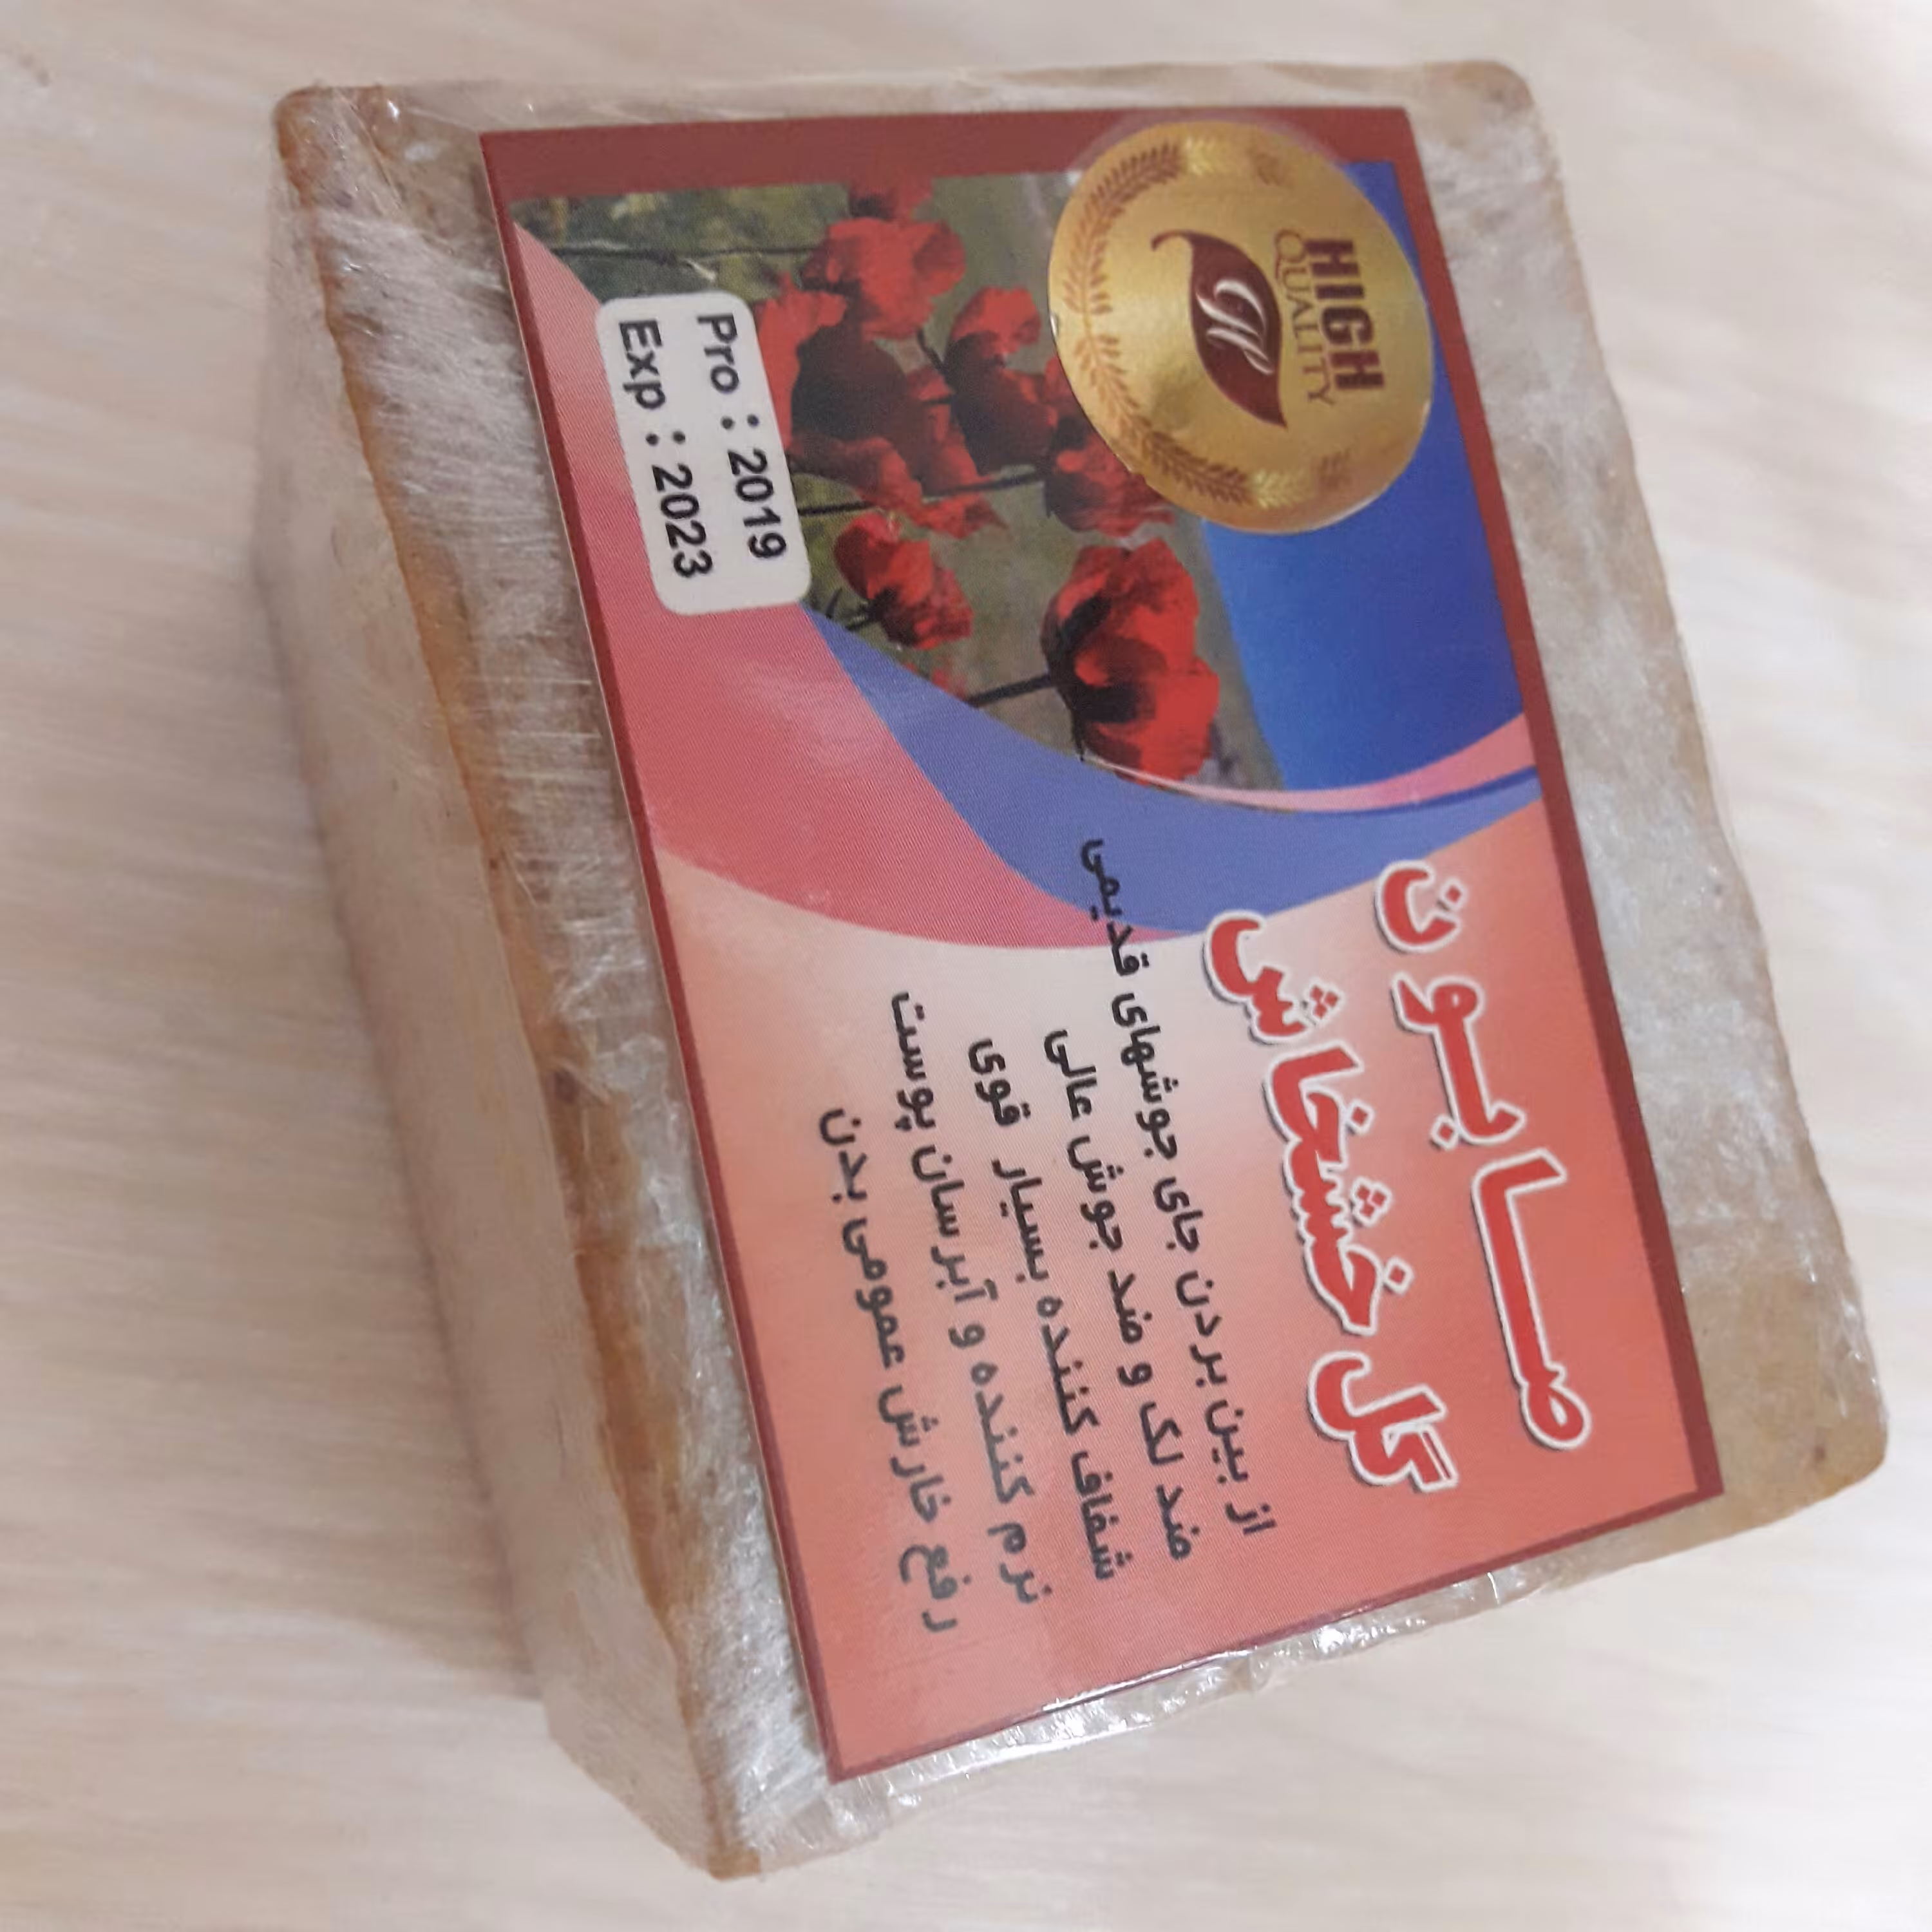 صابون
گل خشخاش
از بین بردن جای جوشهای قدیمی
ضد لک و ضد جوش عالی
شفاف کننده بسیار قوی
نرم کننده و آبرسان پوست
رفع خارش عمومی بدن
HIGH
QUALITY
Pro : 2019
Exp : 2023